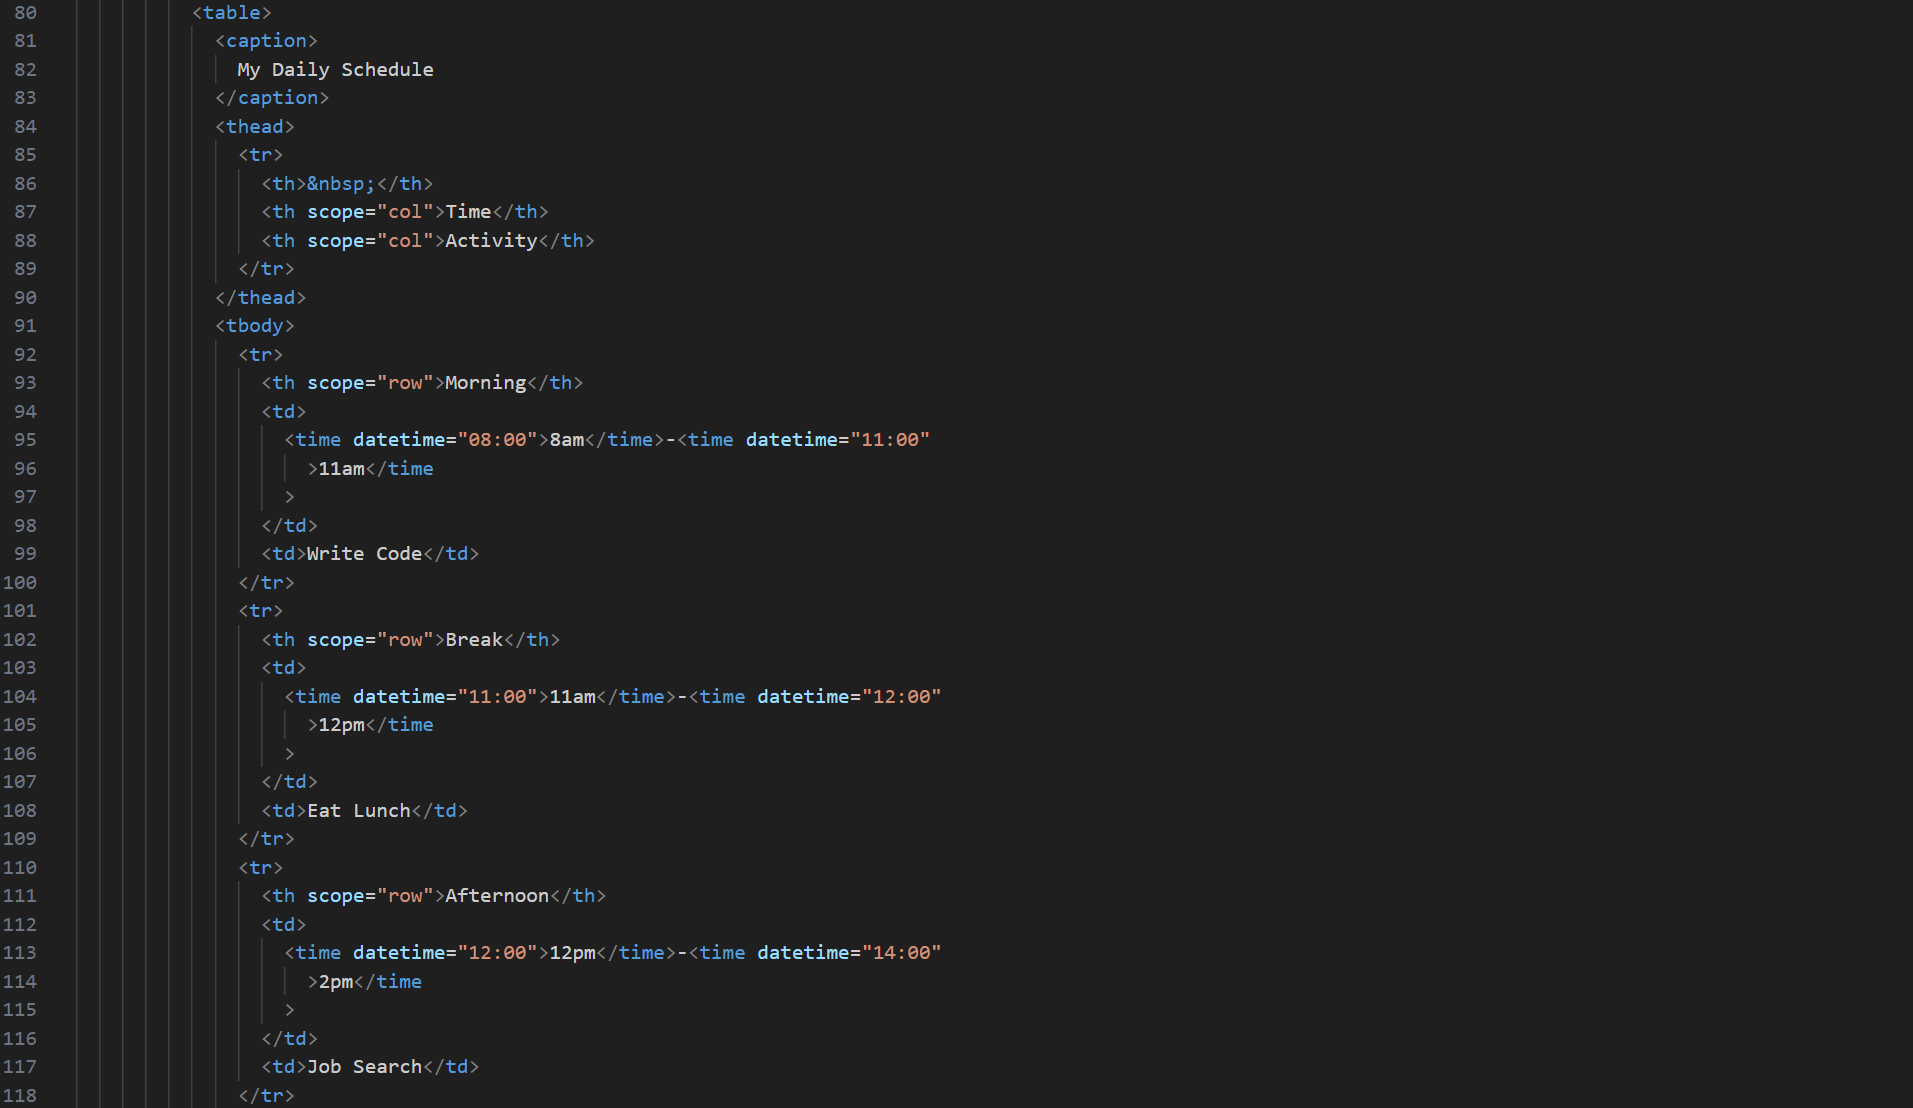 80 <table>
81 <caption>
82 My Daily Schedule
83 </caption>
84 <thead>
85 <tr>
86 <th>&nbsp;</th>
87 <th scope="col">Time</th>
88 <th scope="col">Activity</th>
89 </tr>
90 </thead>
91 <tbody>
92 <tr>
93 <th scope="row">Morning</th>
94 <td>
95 <time datetime="08:00">8am</time>-<time datetime="11:00"
96 >11am</time
97 >
98 </td>
99 <td>Write Code</td>
100 </tr>
101 <tr>
102 <th scope="row">Break</th>
103 <td>
104 <time datetime="11:00">11am</time>-<time datetime="12:00"
105 >12pm</time
106 >
107 </td>
108 <td>Eat Lunch</td>
109 </tr>
110 <tr>
111 <th scope="row">Afternoon</th>
112 <td>
113 <time datetime="12:00">12pm</time>-<time datetime="14:00"
114 >2pm</time
115 >
116 </td>
117 <td>Job Search</td>
118 </tr>